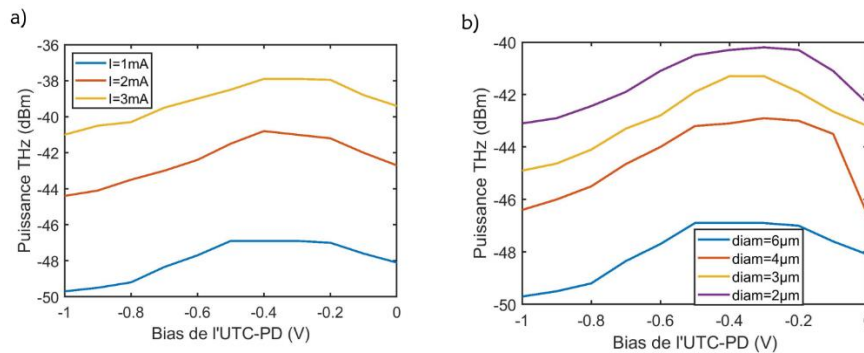 a)
-36
-38
-40
-42
-44
-46
-48
-50
Puissance THz (dBm)
I=1mA
I=2mA
I=3mA
-1 -0.8 -0.6 -0.4 -0.2 0
Bias de l'UTC-PD (V)
b)
-40
-42
-44
-46
-48
-50
Puissance THz (dBm)
diam=6µm
diam=4µm
diam=3µm
diam=2µm
-1 -0.8 -0.6 -0.4 -0.2
Bias de l'UTC-PD (V)